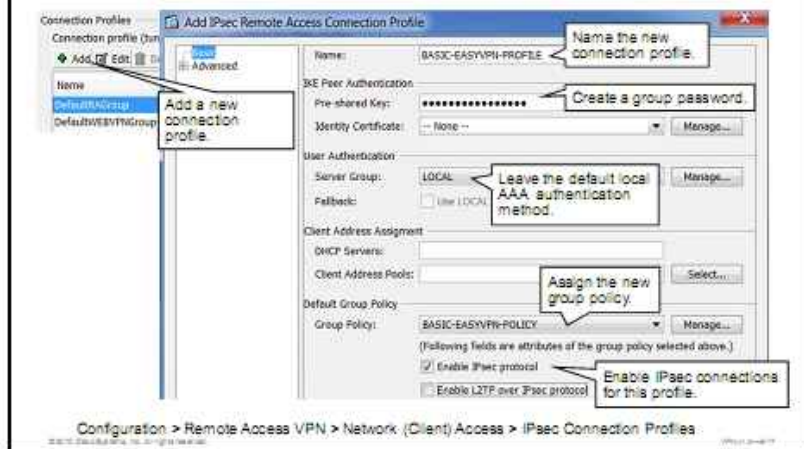 Connection Profiles
Connection profile (tun
Add Edit
Name
DefaultRAGroup
DefaultWEBVPNGroup
Add a new
connection
profile.
Add IPsec Remote Access Connection Profile
Basic
Advanced
Name: BASIC-EASYVPN-PROFILE
Name the new
connection profile.
IKE Peer Authentication
Pre-shared Key: ••••••••••••••••
Create a group password.
Identity Certificate: -- None -- Manage...
User Authentication
Server Group: LOCAL Manage...
Leave the default local
AAA authentication
method.
Fallback: Use LOCAL
Client Address Assignment
DHCP Servers:
Client Address Pools: Select...
Assign the new
group policy.
Default Group Policy
Group Policy: BASIC-EASYVPN-POLICY Manage...
(Following fields are attributes of the group policy selected above.)
Enable IPsec protocol
Enable L2TP over IPsec protocol
Enable IPsec connections
for this profile.
Configuration > Remote Access VPN > Network (Client) Access > IPsec Connection Profiles